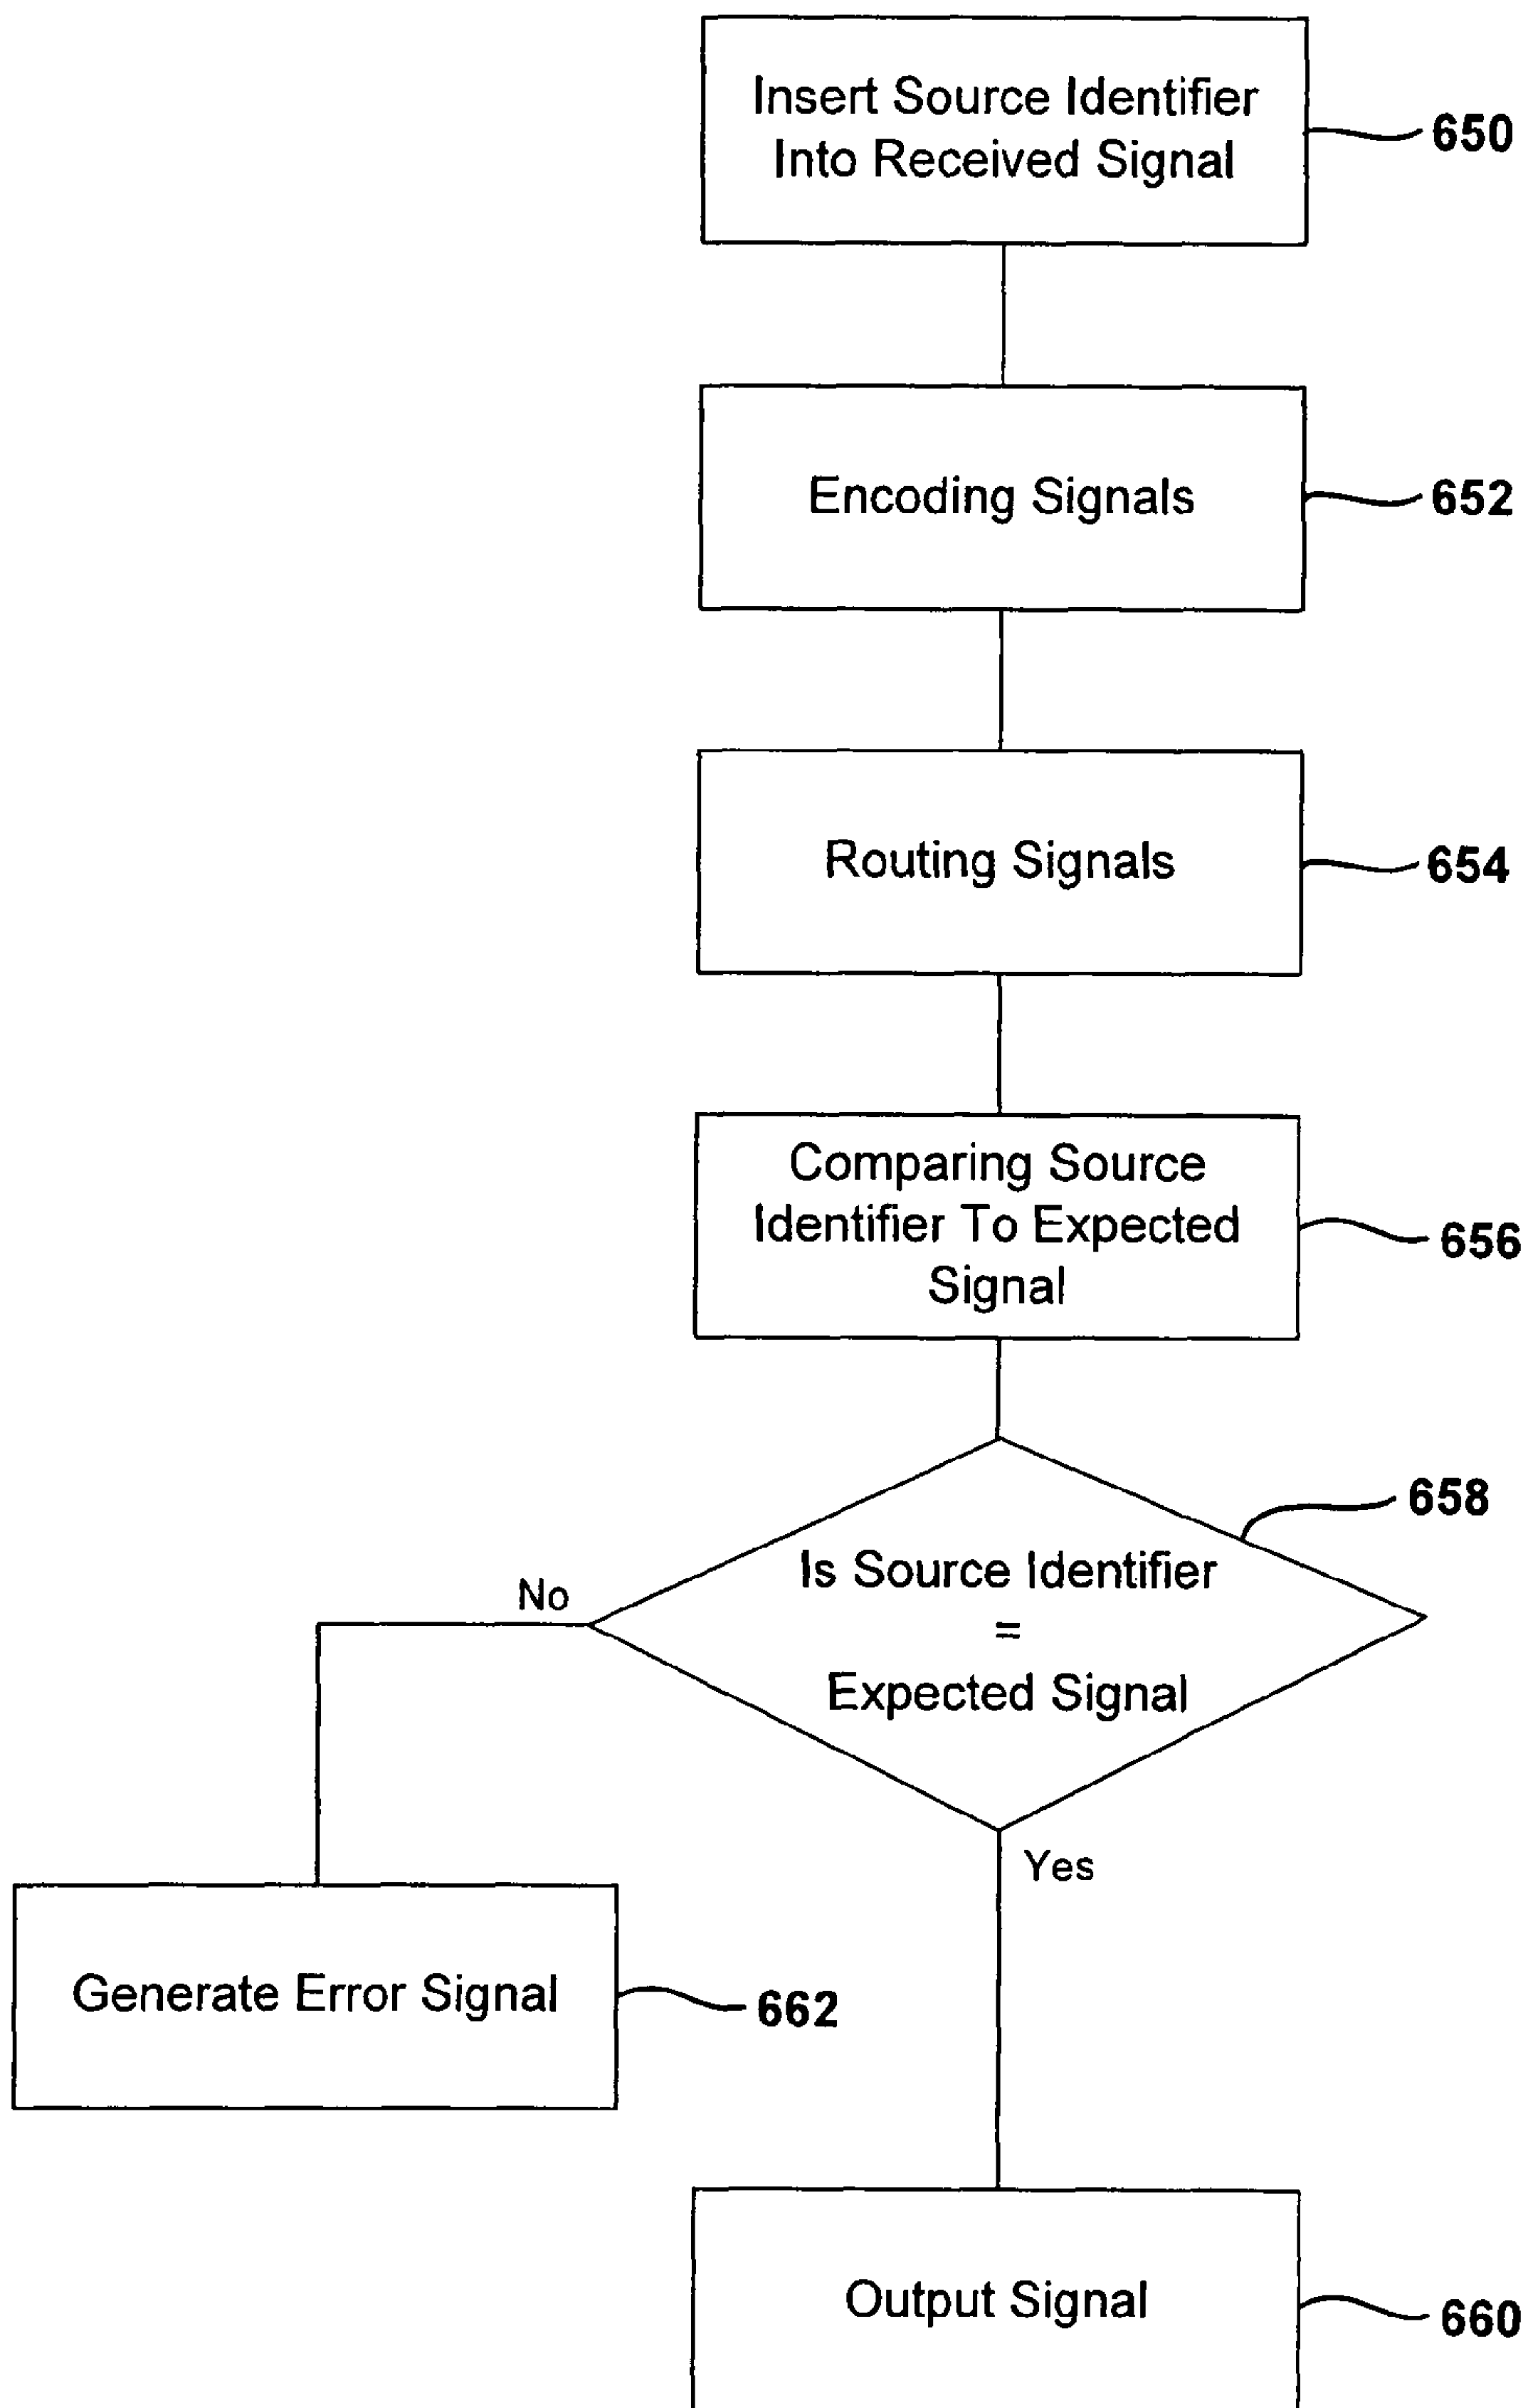 Insert Source Identifier
Into Received Signal
650
Encoding Signals
652
Routing Signals
654
Comparing Source
Identifier To Expected
Signal
656
658
Is Source Identifier
=
Expected Signal
No
Yes
Generate Error Signal
662
Output Signal
660